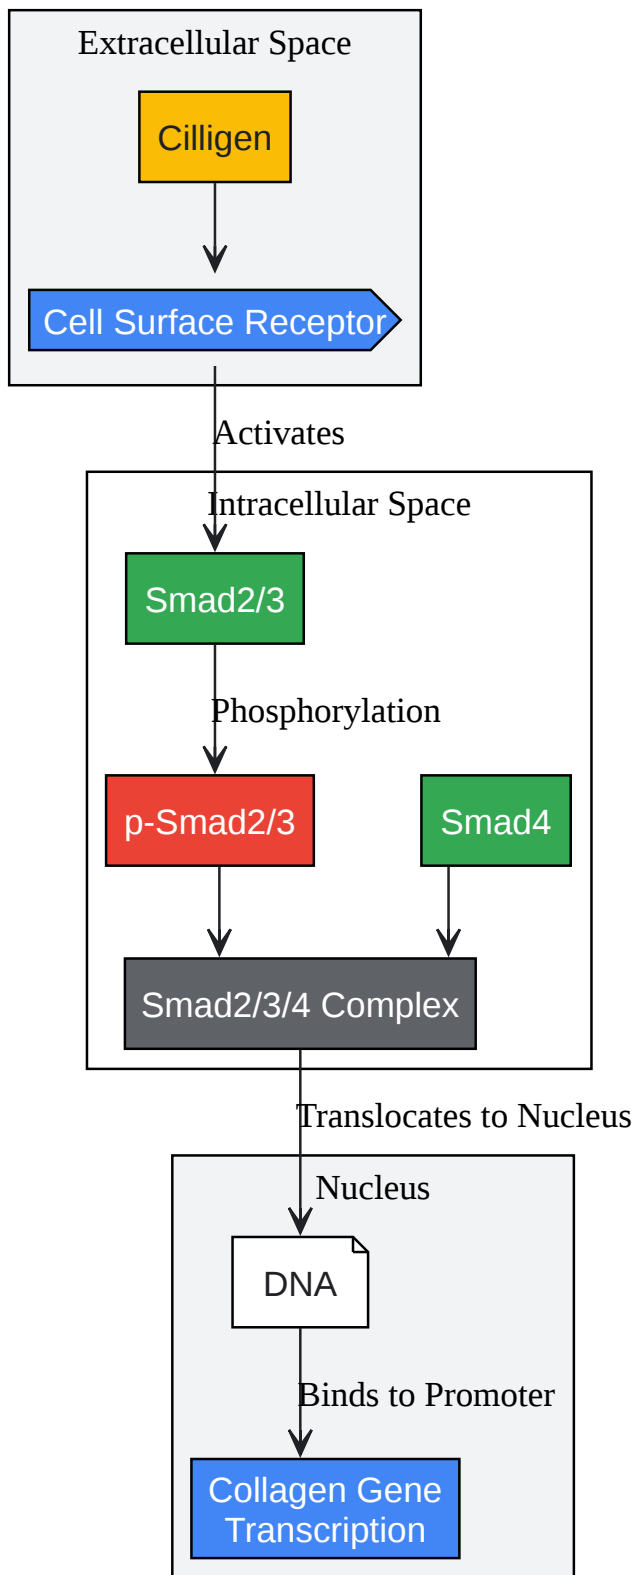 Extracellular Space
Cilligen
Cell Surface Receptor
Activates
Intracellular Space
Smad2/3
Phosphorylation
p-Smad2/3
Smad4
Smad2/3/4 Complex
Translocates to Nucleus
Nucleus
DNA
Binds to Promoter
Collagen Gene
Transcription